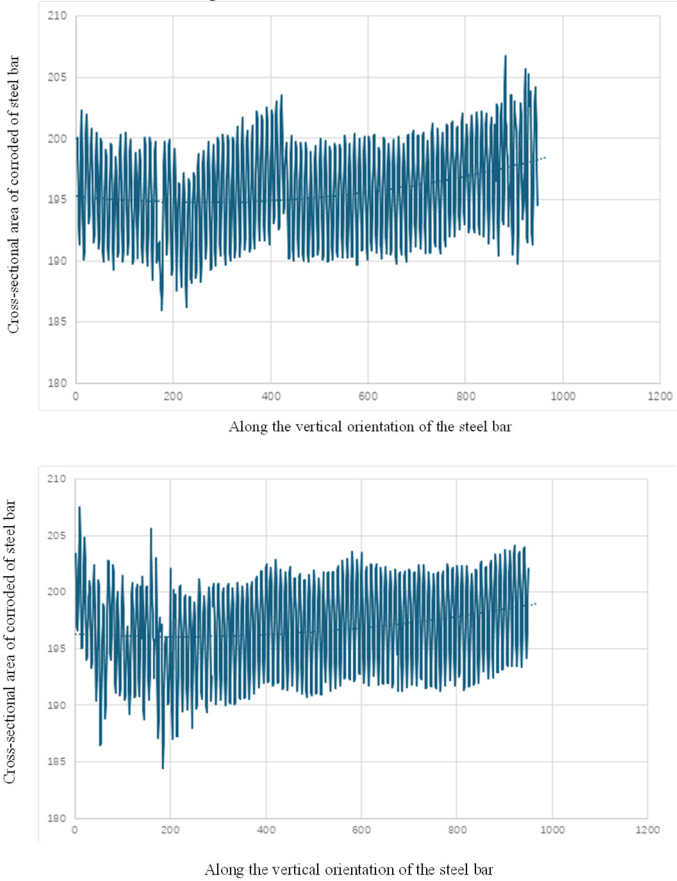 210
205
200
195
190
185
180
0 200 400 600 800 1000 1200
Cross-sectional area of corroded of steel bar
Along the vertical orientation of the steel bar
210
205
200
195
190
185
180
0 200 400 600 800 1000 1200
Cross-sectional area of corroded of steel bar
Along the vertical orientation of the steel bar